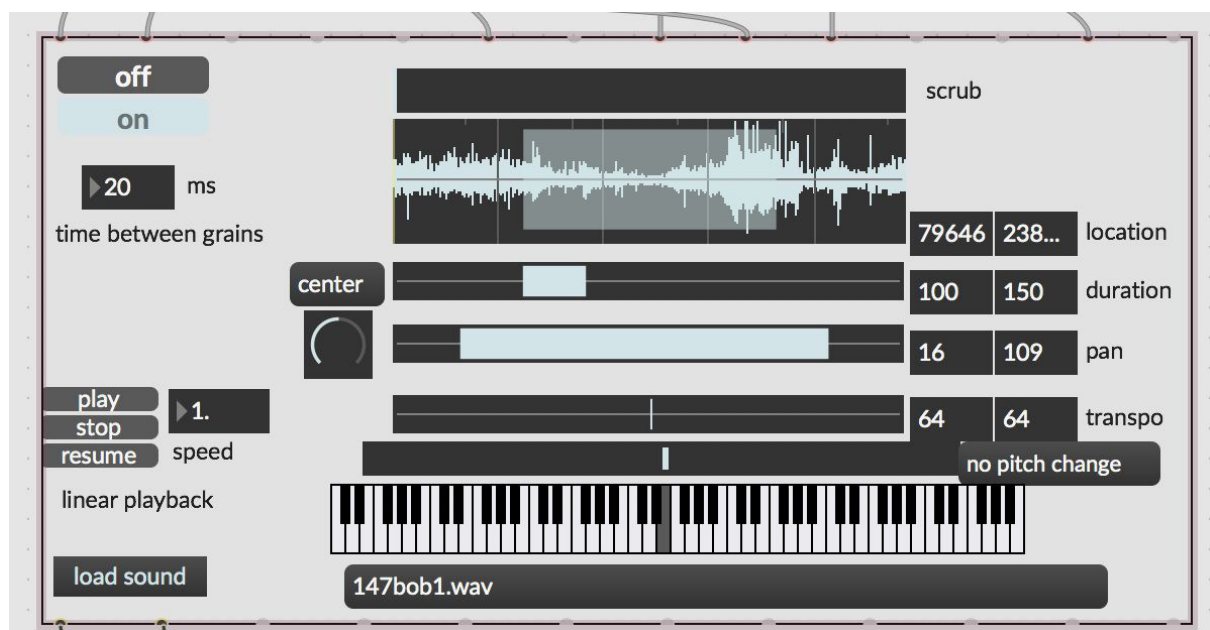 off
scrub
on
20 ms
time between grains
79646 238... location
center
100 150 duration
16 109 pan
play
1.
stop
64 64 transpo
resume speed
no pitch change
linear playback
load sound
147bob1.wav